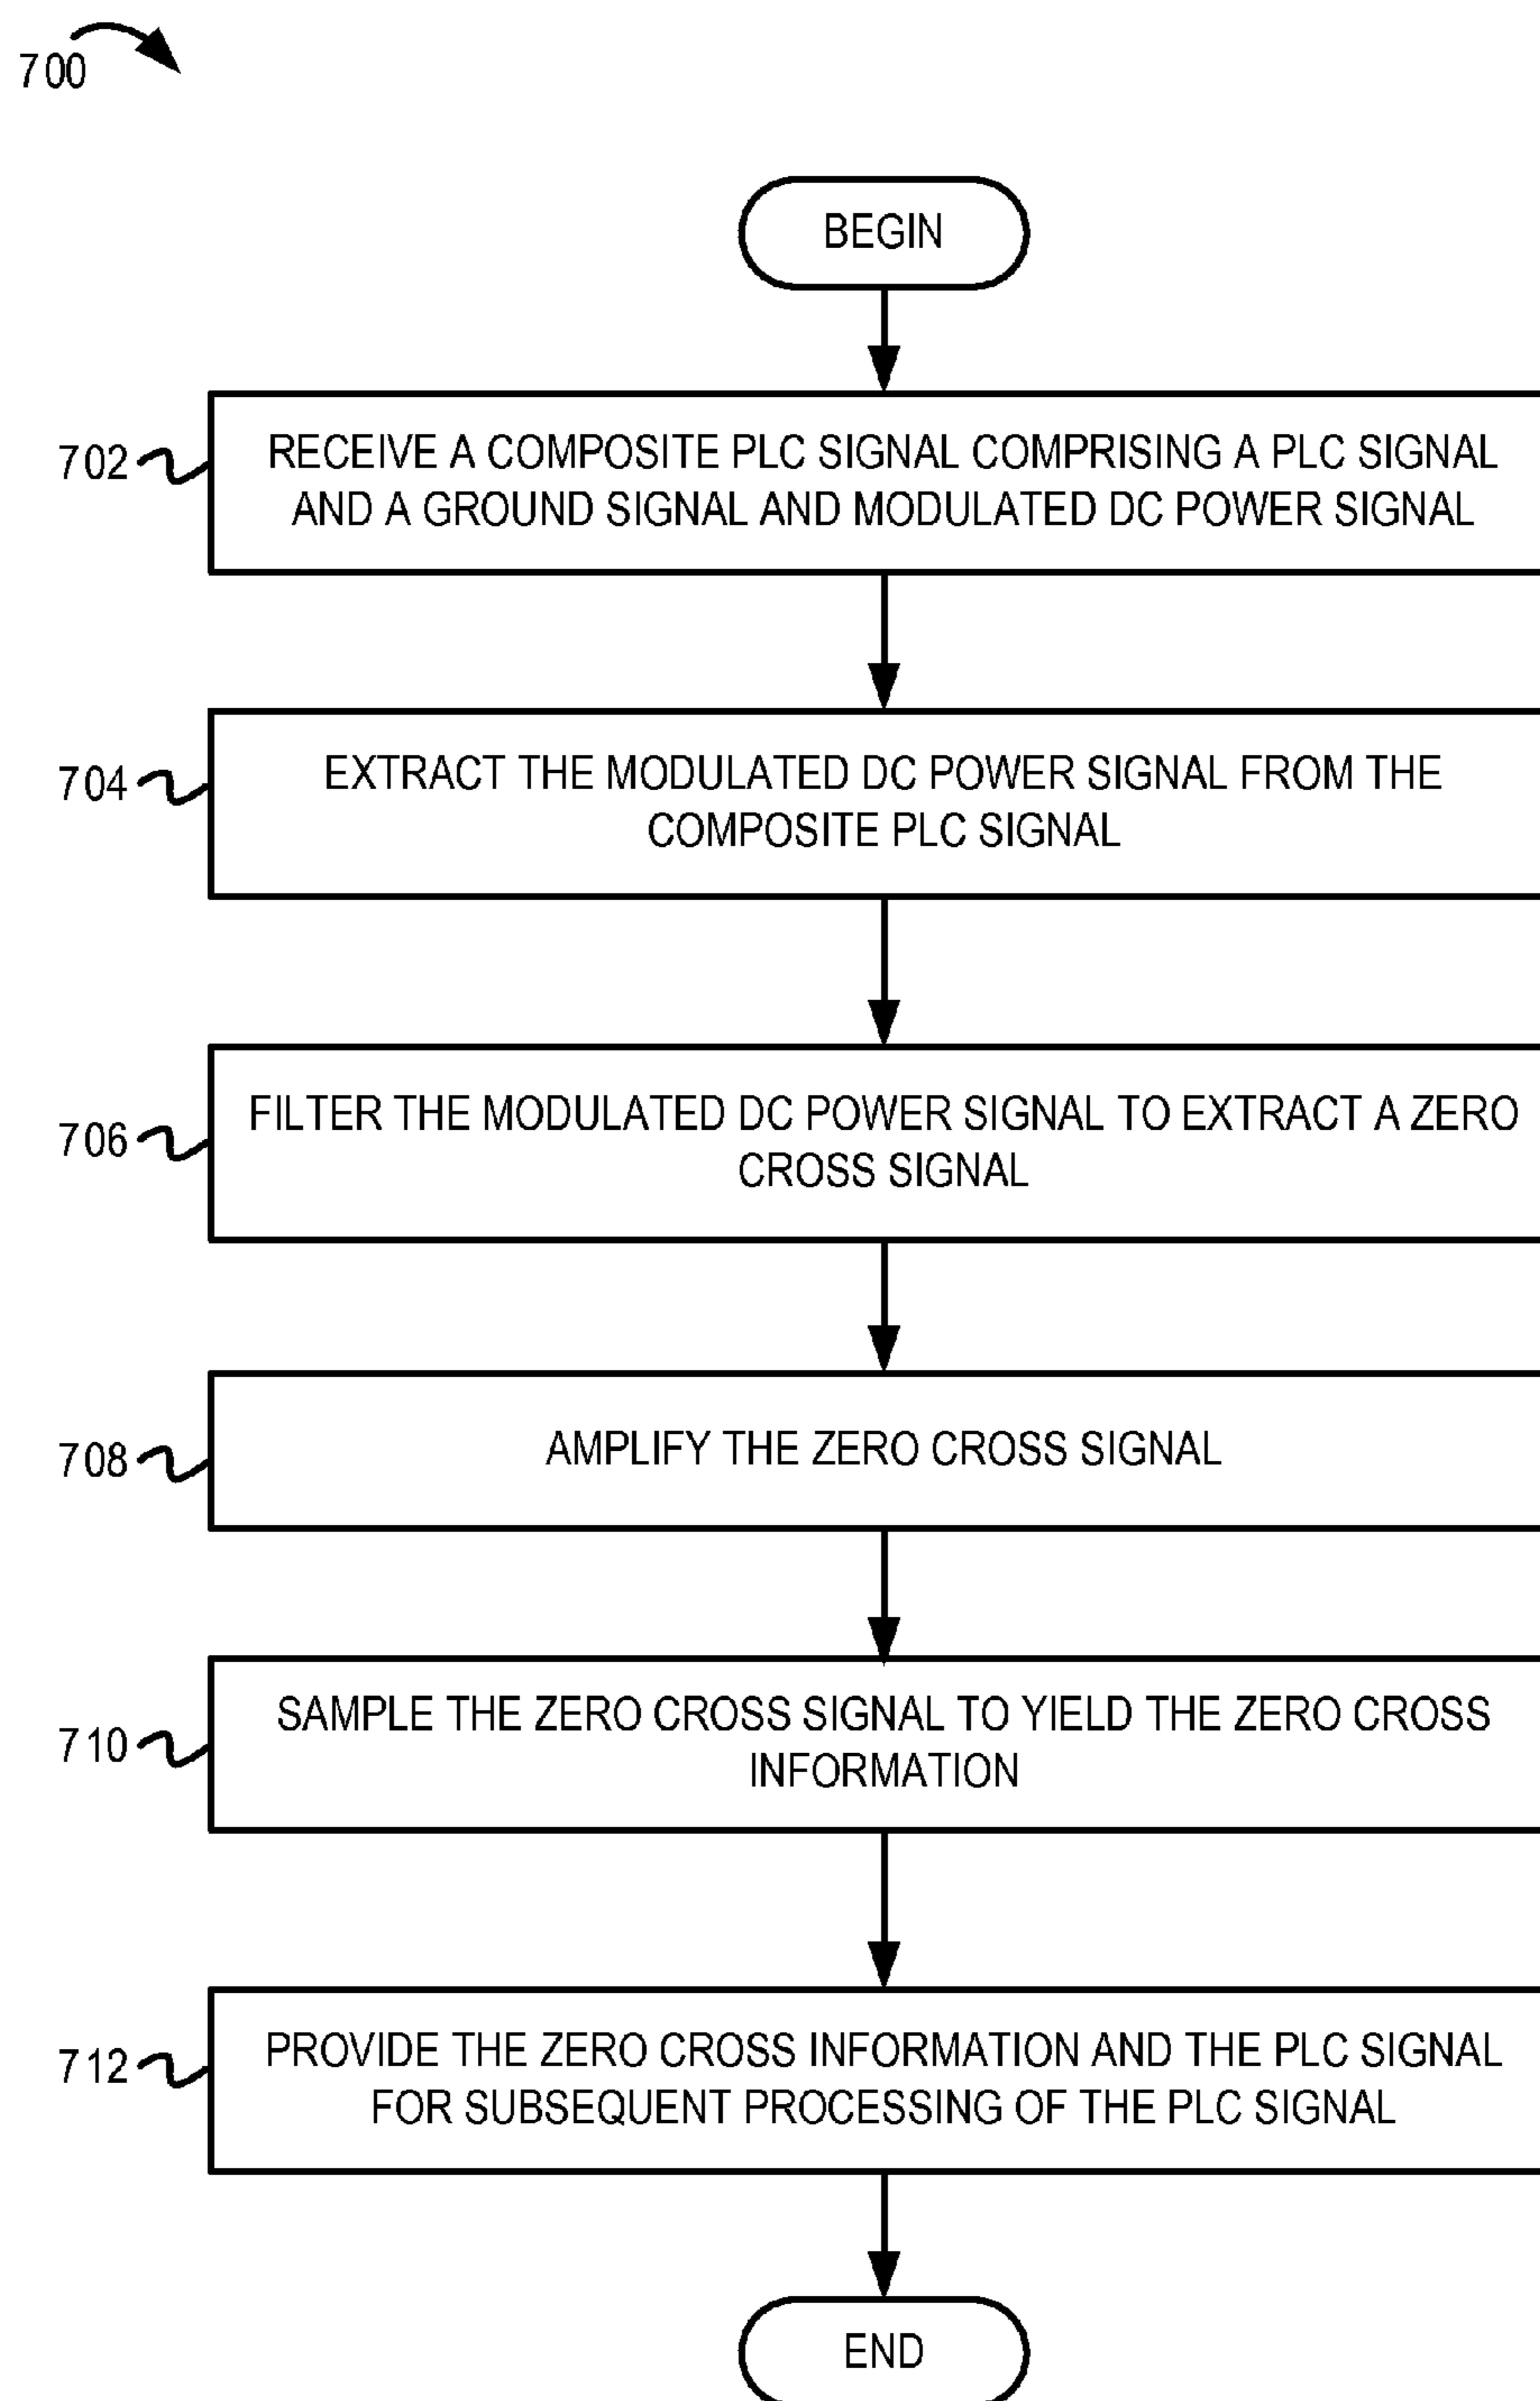 700
BEGIN
702
RECEIVE A COMPOSITE PLC SIGNAL COMPRISING A PLC SIGNAL
AND A GROUND SIGNAL AND MODULATED DC POWER SIGNAL
704
EXTRACT THE MODULATED DC POWER SIGNAL FROM THE
COMPOSITE PLC SIGNAL
706
FILTER THE MODULATED DC POWER SIGNAL TO EXTRACT A ZERO
CROSS SIGNAL
708
AMPLIFY THE ZERO CROSS SIGNAL
710
SAMPLE THE ZERO CROSS SIGNAL TO YIELD THE ZERO CROSS
INFORMATION
712
PROVIDE THE ZERO CROSS INFORMATION AND THE PLC SIGNAL
FOR SUBSEQUENT PROCESSING OF THE PLC SIGNAL
END